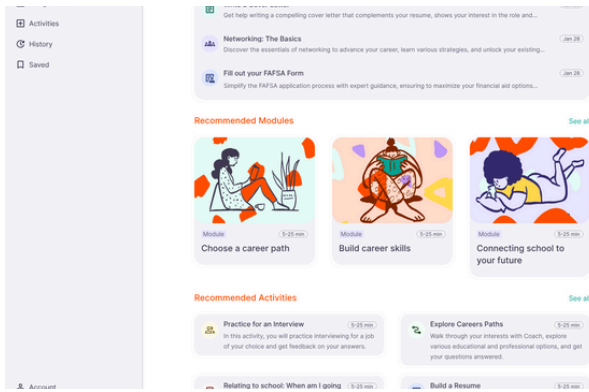 Activities
History
Saved
Get help writing a compelling cover letter that complements your resume, shows your interest in the role and...
Networking: The Basics
Jan 28
Discover the essentials of networking to advance your career, learn various strategies, and unlock your existing...
Fill out your FAFSA Form
Jan 28
Simplify the FAFSA application process with expert guidance, ensuring to maximize your financial aid options...
Recommended Modules
See al
Module
5-25 min
Choose a career path
Module
5-25 min
Build career skills
Module
5-25 min
Connecting school to
your future
Recommended Activities
See al
Practice for an Interview
5-25 min
In this activity, you will practice interviewing for a job
of your choice and get feedback on your answers.
Explore Careers Paths
5-25 min
Walk through your interests with Coach, explore
various educational and professional options, and get
your questions answered.
Account
Relating to school: When am I going
5-25 min
Build a Resume
5-25 min